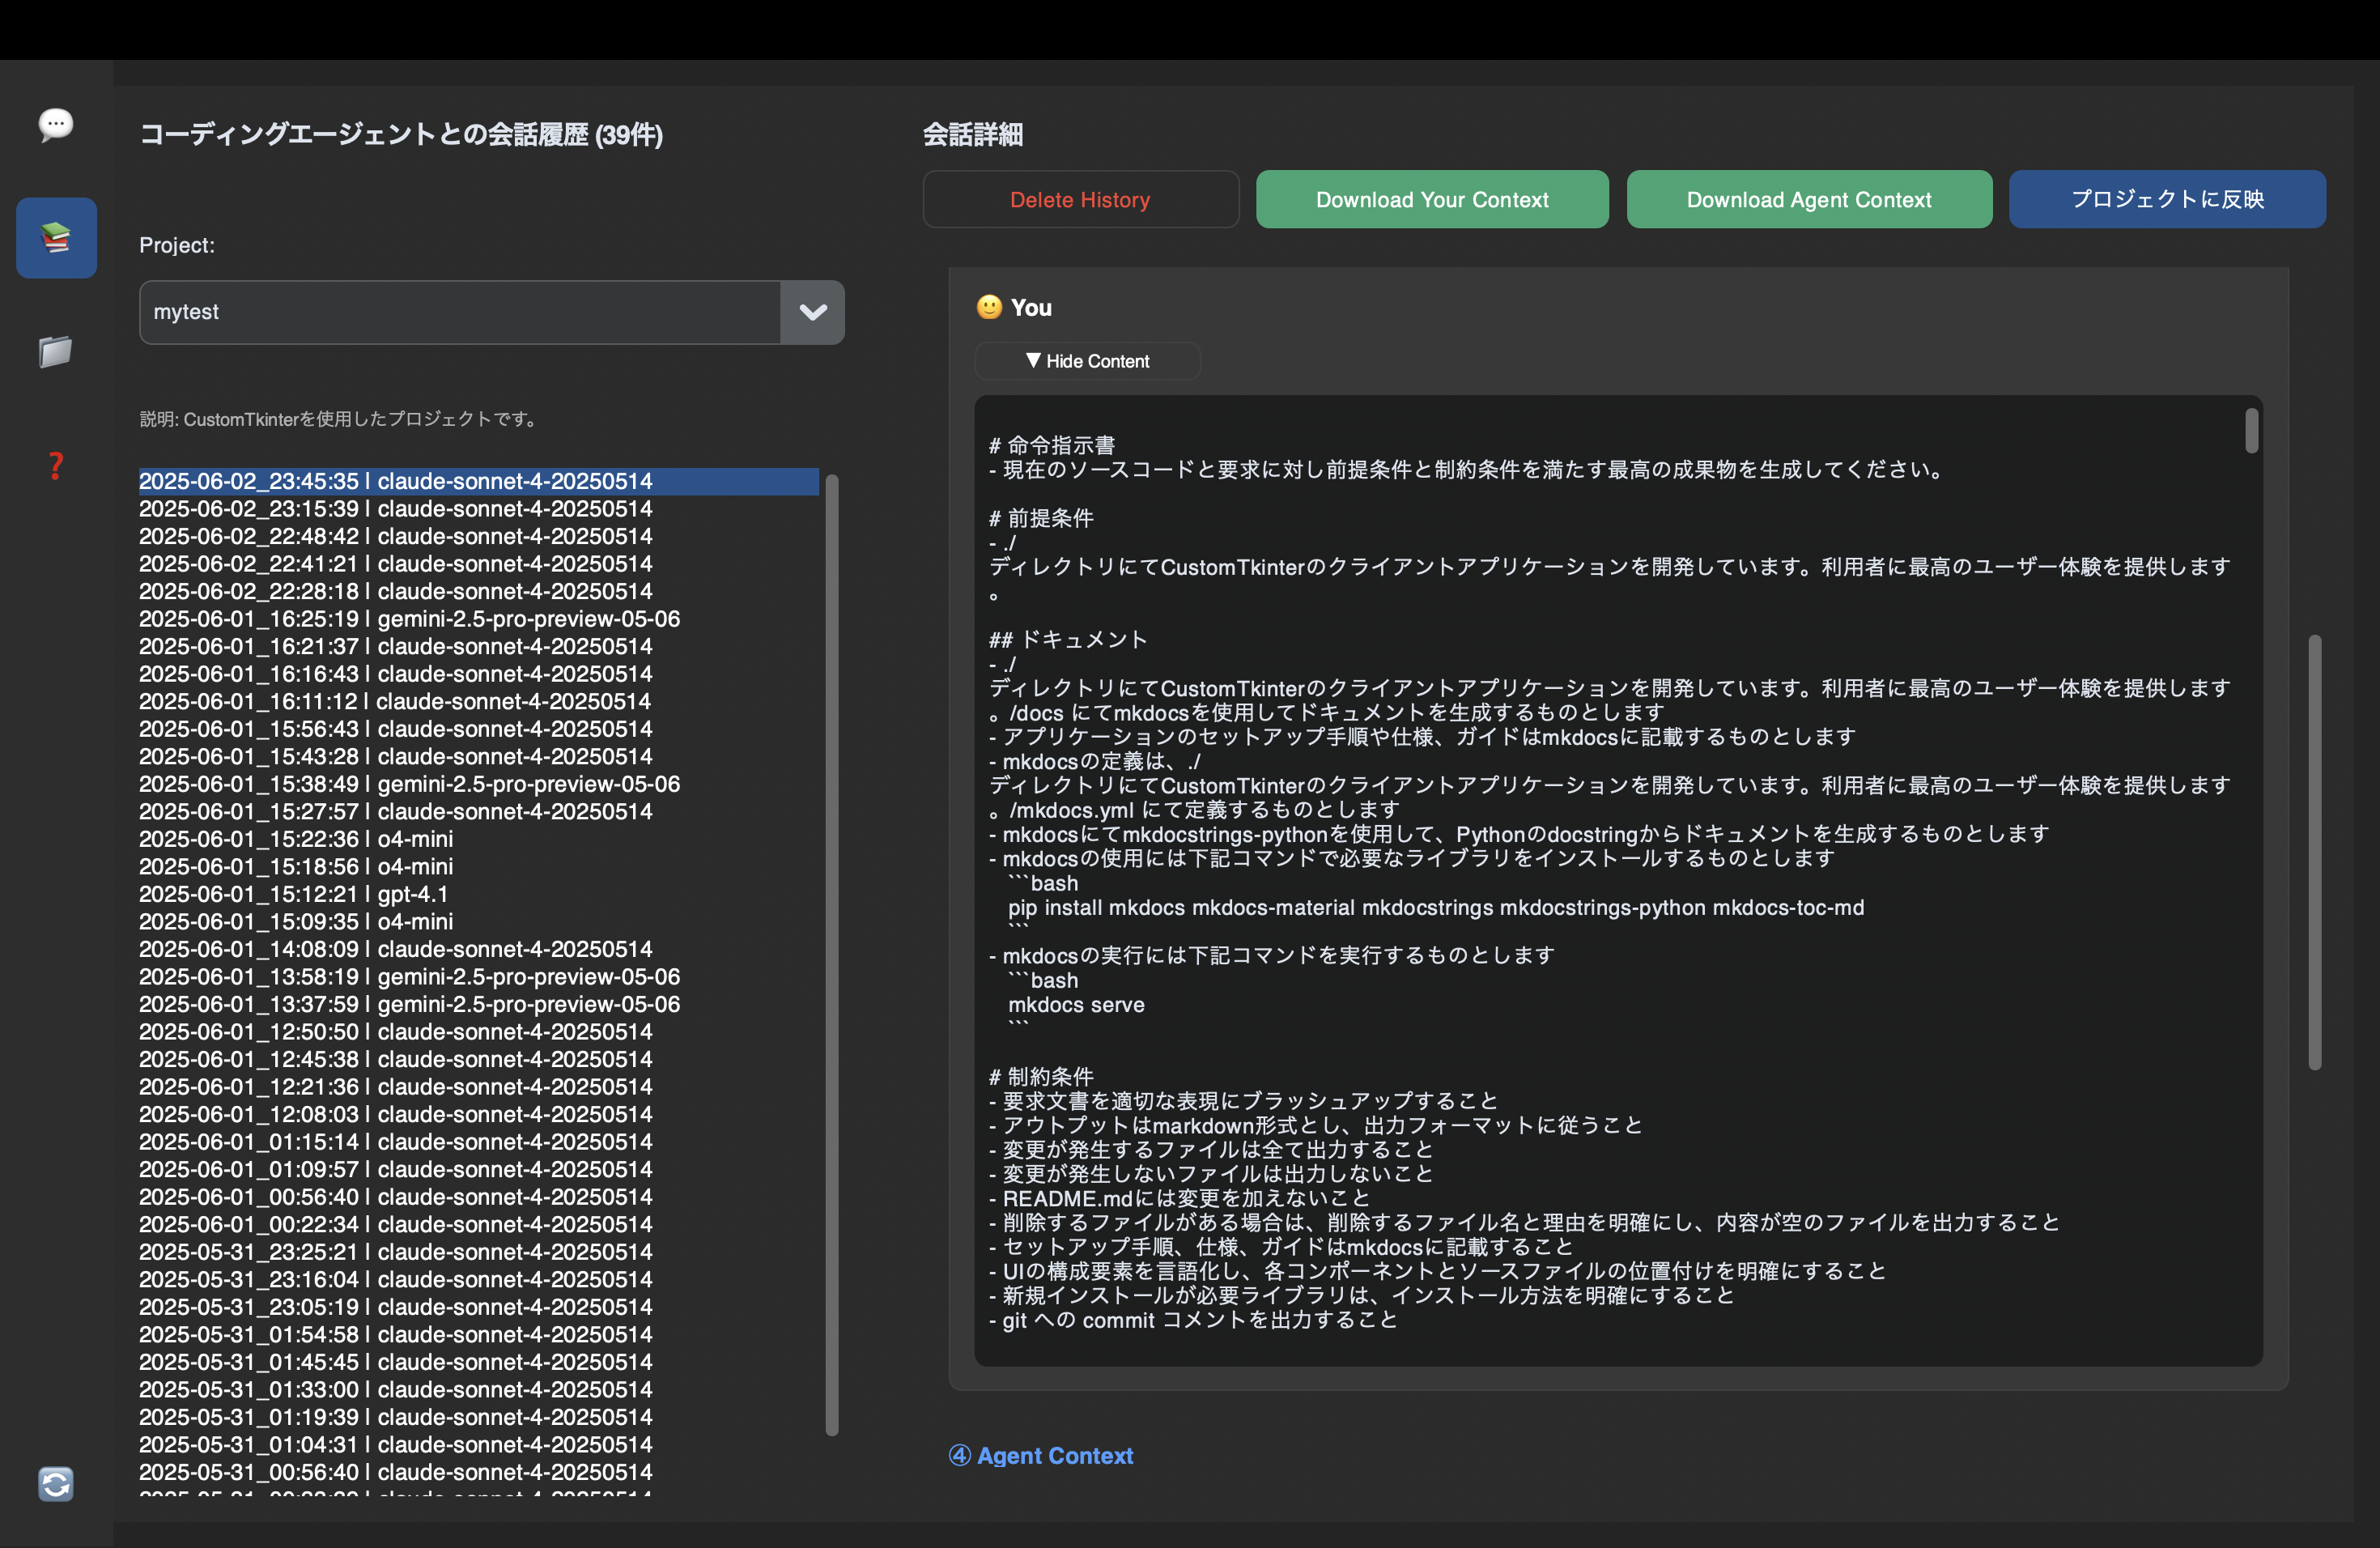 コーディングエージェントとの会話履歴 (39件)
Project:
mytest
説明: CustomTkinterを使用したプロジェクトです。
2025-06-02_23:45:35 | claude-sonnet-4-20250514
2025-06-02_23:15:39 | claude-sonnet-4-20250514
2025-06-02_22:48:42 | claude-sonnet-4-20250514
2025-06-02_22:41:21 | claude-sonnet-4-20250514
2025-06-02_22:28:18 | claude-sonnet-4-20250514
2025-06-01_16:25:19 | gemini-2.5-pro-preview-05-06
2025-06-01_16:21:37 | claude-sonnet-4-20250514
2025-06-01_16:16:43 | claude-sonnet-4-20250514
2025-06-01_16:11:12 | claude-sonnet-4-20250514
2025-06-01_15:56:43 | claude-sonnet-4-20250514
2025-06-01_15:43:28 | claude-sonnet-4-20250514
2025-06-01_15:38:49 | gemini-2.5-pro-preview-05-06
2025-06-01_15:27:57 | claude-sonnet-4-20250514
2025-06-01_15:22:36 | o4-mini
2025-06-01_15:18:56 | o4-mini
2025-06-01_15:12:21 | gpt-4.1
2025-06-01_15:09:35 | o4-mini
2025-06-01_14:08:09 | claude-sonnet-4-20250514
2025-06-01_13:58:19 | gemini-2.5-pro-preview-05-06
2025-06-01_13:37:59 | gemini-2.5-pro-preview-05-06
2025-06-01_12:50:50 | claude-sonnet-4-20250514
2025-06-01_12:45:38 | claude-sonnet-4-20250514
2025-06-01_12:21:36 | claude-sonnet-4-20250514
2025-06-01_12:08:03 | claude-sonnet-4-20250514
2025-06-01_01:15:14 | claude-sonnet-4-20250514
2025-06-01_01:09:57 | claude-sonnet-4-20250514
2025-06-01_00:56:40 | claude-sonnet-4-20250514
2025-06-01_00:22:34 | claude-sonnet-4-20250514
2025-05-31_23:25:21 | claude-sonnet-4-20250514
2025-05-31_23:16:04 | claude-sonnet-4-20250514
2025-05-31_23:05:19 | claude-sonnet-4-20250514
2025-05-31_01:54:58 | claude-sonnet-4-20250514
2025-05-31_01:45:45 | claude-sonnet-4-20250514
2025-05-31_01:33:00 | claude-sonnet-4-20250514
2025-05-31_01:19:39 | claude-sonnet-4-20250514
2025-05-31_01:04:31 | claude-sonnet-4-20250514
2025-05-31_00:56:40 | claude-sonnet-4-20250514
会話詳細
Delete History
Download Your Context
Download Agent Context
プロジェクトに反映
You
▼ Hide Content
# 命令指示書
- 現在のソースコードと要求に対し前提条件と制約条件を満たす最高の成果物を生成してください。
# 前提条件
- ./
ディレクトリにてCustomTkinterのクライアントアプリケーションを開発しています。利用者に最高のユーザー体験を提供します
。
## ドキュメント
- ./
ディレクトリにてCustomTkinterのクライアントアプリケーションを開発しています。利用者に最高のユーザー体験を提供します
。/docs にてmkdocsを使用してドキュメントを生成するものとします
- アプリケーションのセットアップ手順や仕様、ガイドはmkdocsに記載するものとします
- mkdocsの定義は、./
ディレクトリにてCustomTkinterのクライアントアプリケーションを開発しています。利用者に最高のユーザー体験を提供します
。/mkdocs.yml にて定義するものとします
- mkdocsにてmkdocstrings-pythonを使用して、Pythonのdocstringからドキュメントを生成するものとします
- mkdocsの使用には下記コマンドで必要なライブラリをインストールするものとします
```bash
pip install mkdocs mkdocs-material mkdocstrings mkdocstrings-python mkdocs-toc-md
```
- mkdocsの実行には下記コマンドを実行するものとします
```bash
mkdocs serve
```
# 制約条件
- 要求文書を適切な表現にブラッシュアップすること
- アウトプットはmarkdown形式とし、出力フォーマットに従うこと
- 変更が発生するファイルは全て出力すること
- 変更が発生しないファイルは出力しないこと
- README.mdには変更を加えないこと
- 削除するファイルがある場合は、削除するファイル名と理由を明確にし、内容が空のファイルを出力すること
- セットアップ手順、仕様、ガイドはmkdocsに記載すること
- UIの構成要素を言語化し、各コンポーネントとソースファイルの位置付けを明確にすること
- 新規インストールが必要ライブラリは、インストール方法を明確にすること
- git への commit コメントを出力すること
④ Agent Context